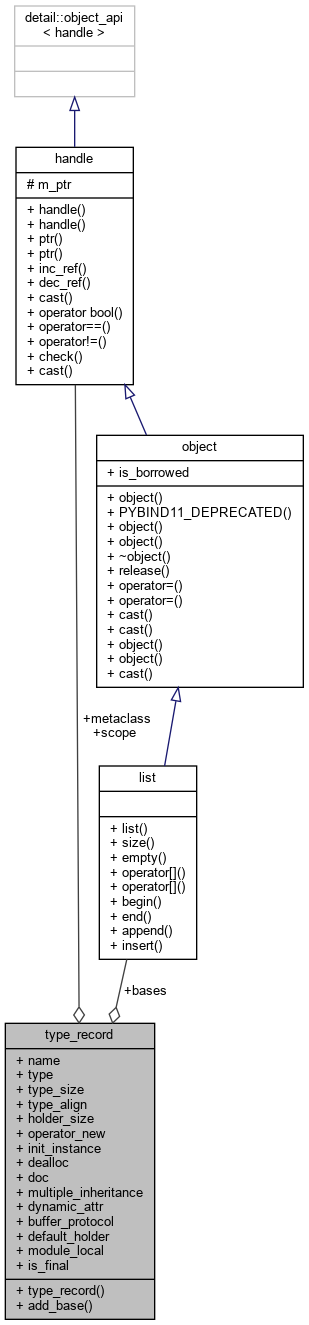 detail::object_api
< handle >
handle
# m_ptr
+ handle()
+ handle()
+ ptr()
+ ptr()
+ inc_ref()
+ dec_ref()
+ cast()
+ operator bool()
+ operator==()
+ operator!=()
+ check()
+ cast()
object
+ is_borrowed
+ object()
+ PYBIND11_DEPRECATED()
+ object()
+ object()
+ ~object()
+ release()
+ operator=()
+ operator=()
+ cast()
+ cast()
+ object()
+ object()
+ cast()
+metaclass
+scope
list
+ list()
+ size()
+ empty()
+ operator[]()
+ operator[]()
+ begin()
+ end()
+ append()
+ insert()
+bases
type_record
+ name
+ type
+ type_size
+ type_align
+ holder_size
+ operator_new
+ init_instance
+ dealloc
+ doc
+ multiple_inheritance
+ dynamic_attr
+ buffer_protocol
+ default_holder
+ module_local
+ is_final
+ type_record()
+ add_base()